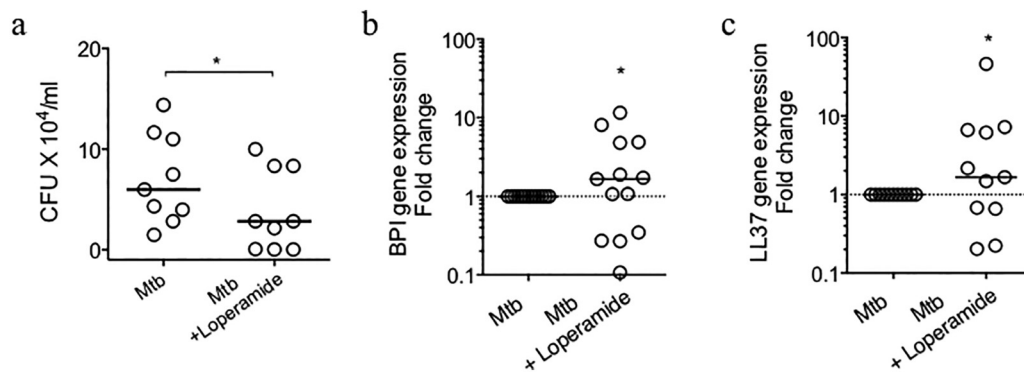 a
CFU X 10⁴/ml
20
10
0
*
Mtb
Mtb
+Loperamide
b
BPI gene expression
Fold change
100
10
1
0.1
*
Mtb
Mtb
+ Loperamide
c
LL37 gene expression
Fold change
100
10
1
0.1
*
Mtb
Mtb
+ Loperamide